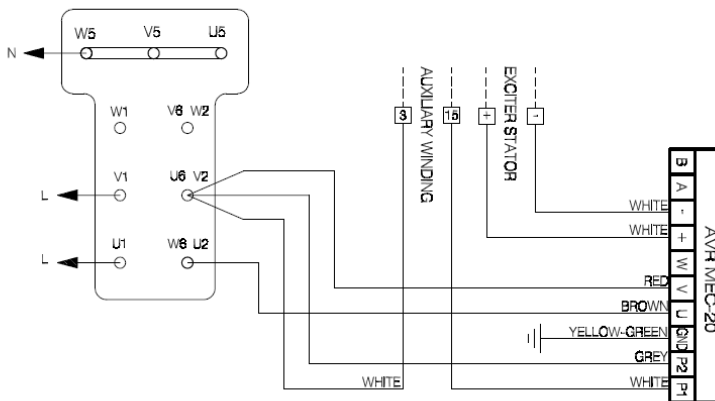 W5 V5 U5
N
W1 V6 W2
L V1 U6 V2
L U1 W6 U2
AUXILIARY WINDING
EXCITER STATOR
3 15 + -
WHITE
WHITE
RED
BROWN
YELLOW-GREEN
GREY
WHITE
WHITE
B
A
-
+
W
V
U
GND
P2
P1
AVR MEC-20